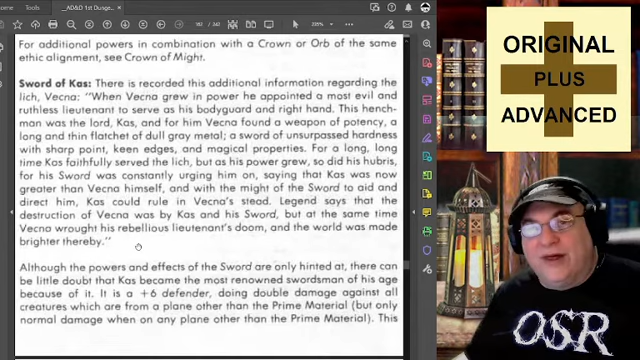 __AD&D 1st Dunge...
ORIGINAL
PLUS
ADVANCED
For additional powers in combination with a Crown or Orb of the same
ethic alignment, see Crown of Might.
Sword of Kas: There is recorded this additional information regarding the
lich, Vecna: "When Vecna grew in power he appointed a most evil and
ruthless lieutenant to serve as his bodyguard and right hand. This hench-
man was the lord, Kas, and for him Vecna found a weapon of potency, a
long and thin flatchet of dull gray metal; a sword of unsurpassed hardness
with sharp point, keen edges, and magical properties. For a long, long
time Kas faithfully served the lich, but as his power grew, so did his hubris,
for his Sword was constantly urging him on, saying that Kas was now
greater than Vecna himself, and with the might of the Sword to aid and
direct him, Kas could rule in Vecna's stead. Legend says that the
destruction of Vecna was by Kas and his Sword, but at the same time
Vecna wrought his rebellious lieutenant's doom, and the world was made
brighter thereby."
Although the powers and effects of the Sword are only hinted at, there can
be little doubt that Kas became the most renowned swordsman of his age
because of it. It is a +6 defender, doing double damage against all
creatures which are from a plane other than the Prime Material (but only
normal damage when on any plane other than the Prime Material). This
OSR